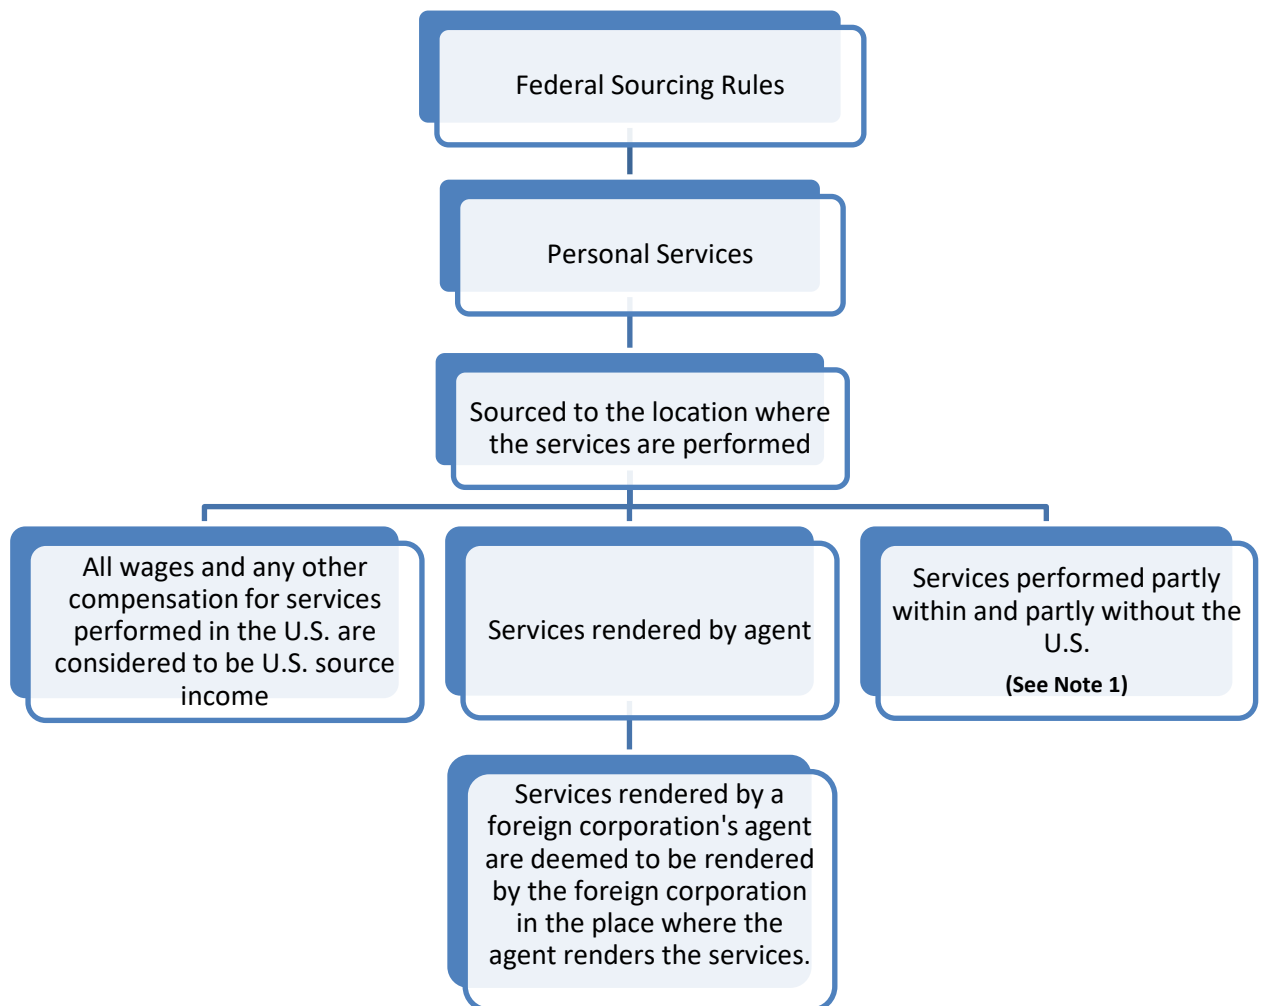 Federal Sourcing Rules
Personal Services
Sourced to the location where
the services are performed
All wages and any other
compensation for services
performed in the U.S. are
considered to be U.S. source
income
Services rendered by agent
Services performed partly
within and partly without the
U.S.
(See Note 1)
Services rendered by a
foreign corporation's agent
are deemed to be rendered
by the foreign corporation
in the place where the
agent renders the services.